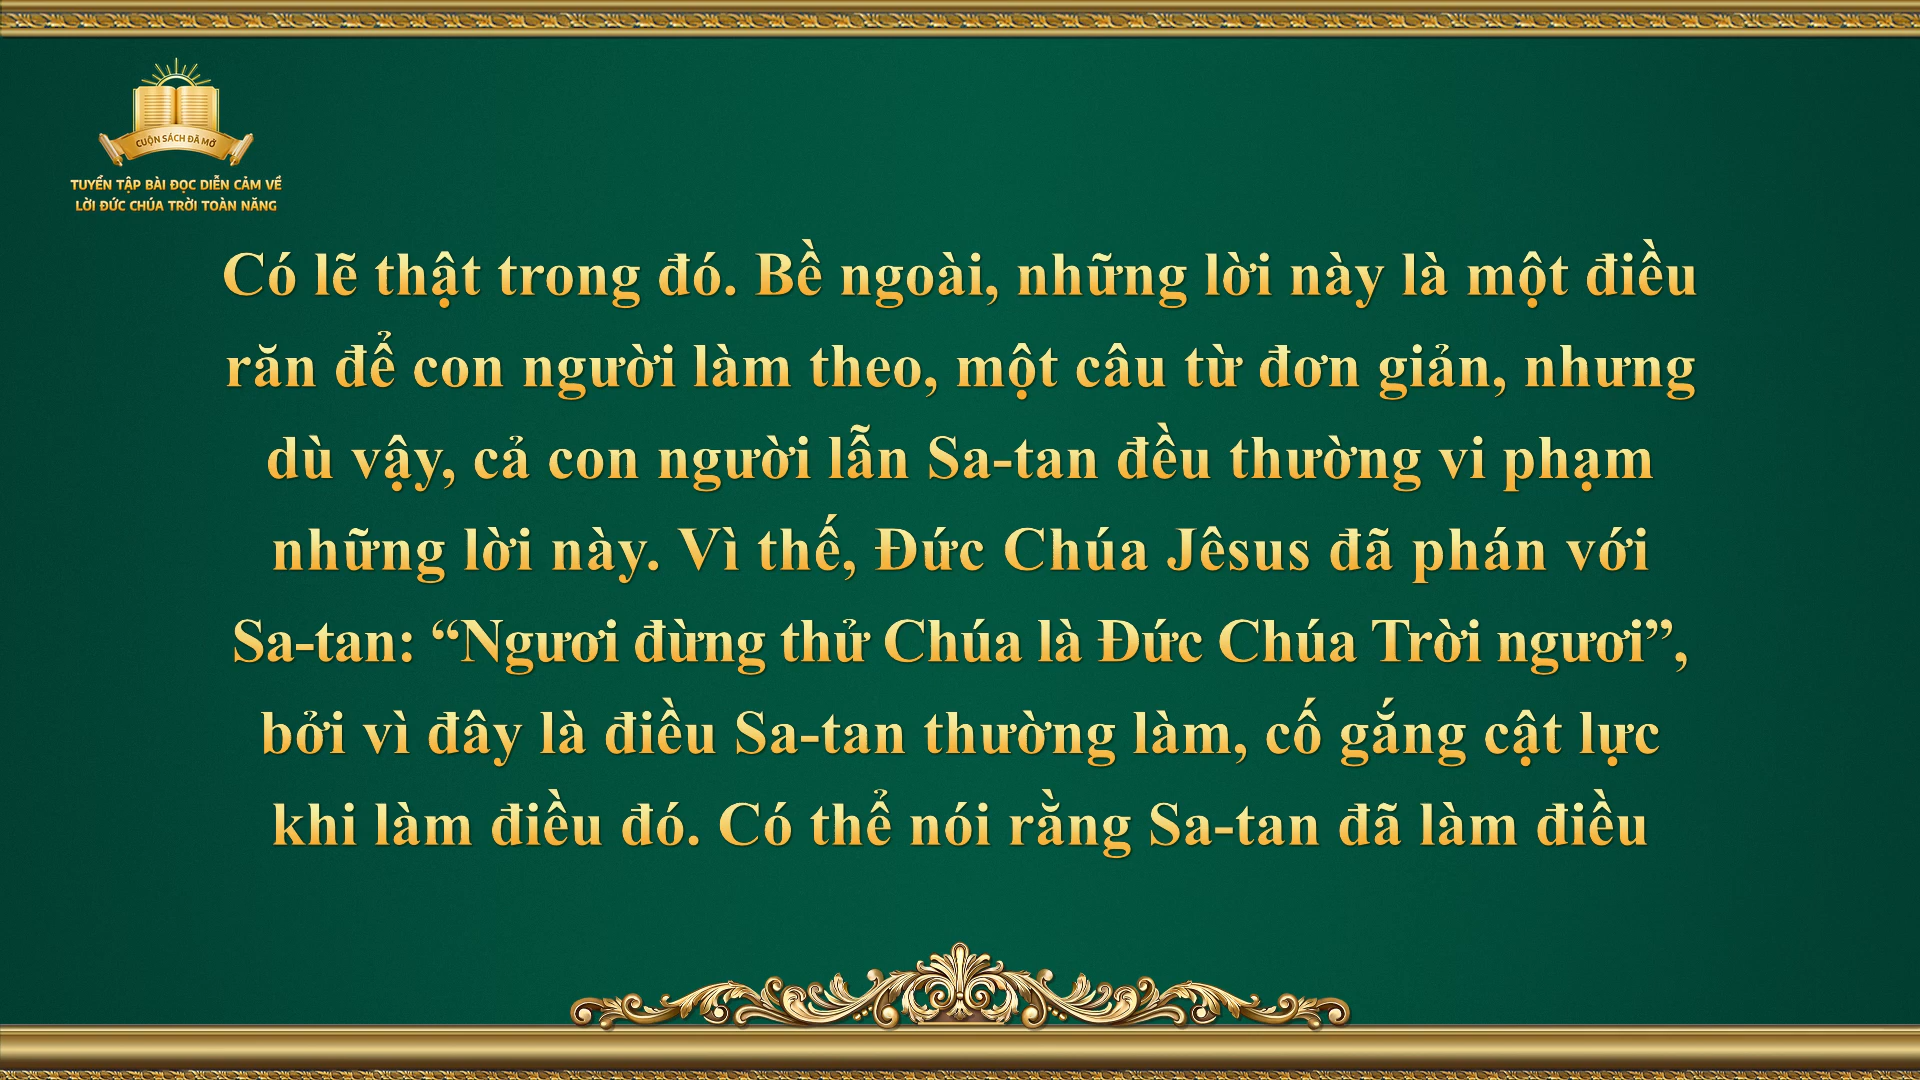 CUỘN SÁCH ĐÃ MỞ
TUYỂN TẬP BÀI ĐỌC DIỄN CẢM VỀ
LỜI ĐỨC CHÚA TRỜI TOÀN NĂNG
Có lẽ thật trong đó. Bề ngoài, những lời này là một điều
răn để con người làm theo, một câu từ đơn giản, nhưng
dù vậy, cả con người lẫn Sa-tan đều thường vi phạm
những lời này. Vì thế, Đức Chúa Jêsus đã phán với
Sa-tan: “Ngươi đừng thử Chúa là Đức Chúa Trời ngươi”,
bởi vì đây là điều Sa-tan thường làm, cố gắng cật lực
khi làm điều đó. Có thể nói rằng Sa-tan đã làm điều